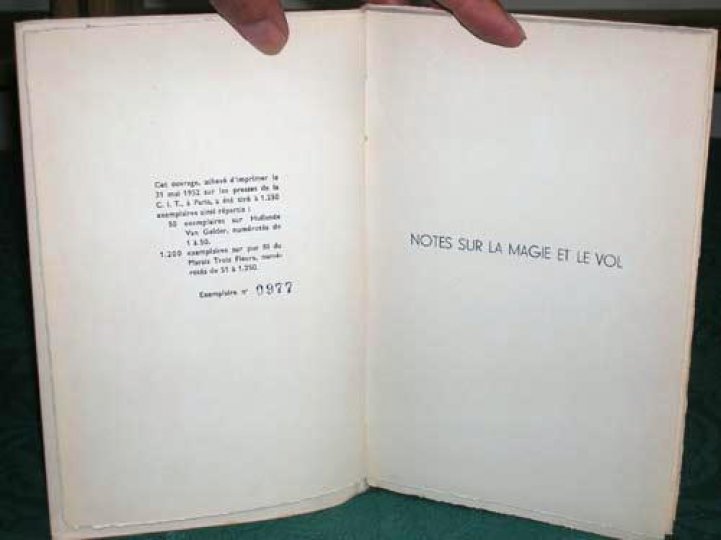 Cet ouvrage, achevé d'imprimer le
31 mai 1952 sur les presses de la
C. I. T., à Paris, a été tiré à 1.250
exemplaires ainsi répartis :
50 exemplaires sur Hollande
Van Gelder, numérotés de
1 à 50.
1.200 exemplaires sur pur fil du
Marais Trois Fleurs, numé-
rotés de 51 à 1.250.
Exemplaire n° 0977
NOTES SUR LA MAGIE ET LE VOL